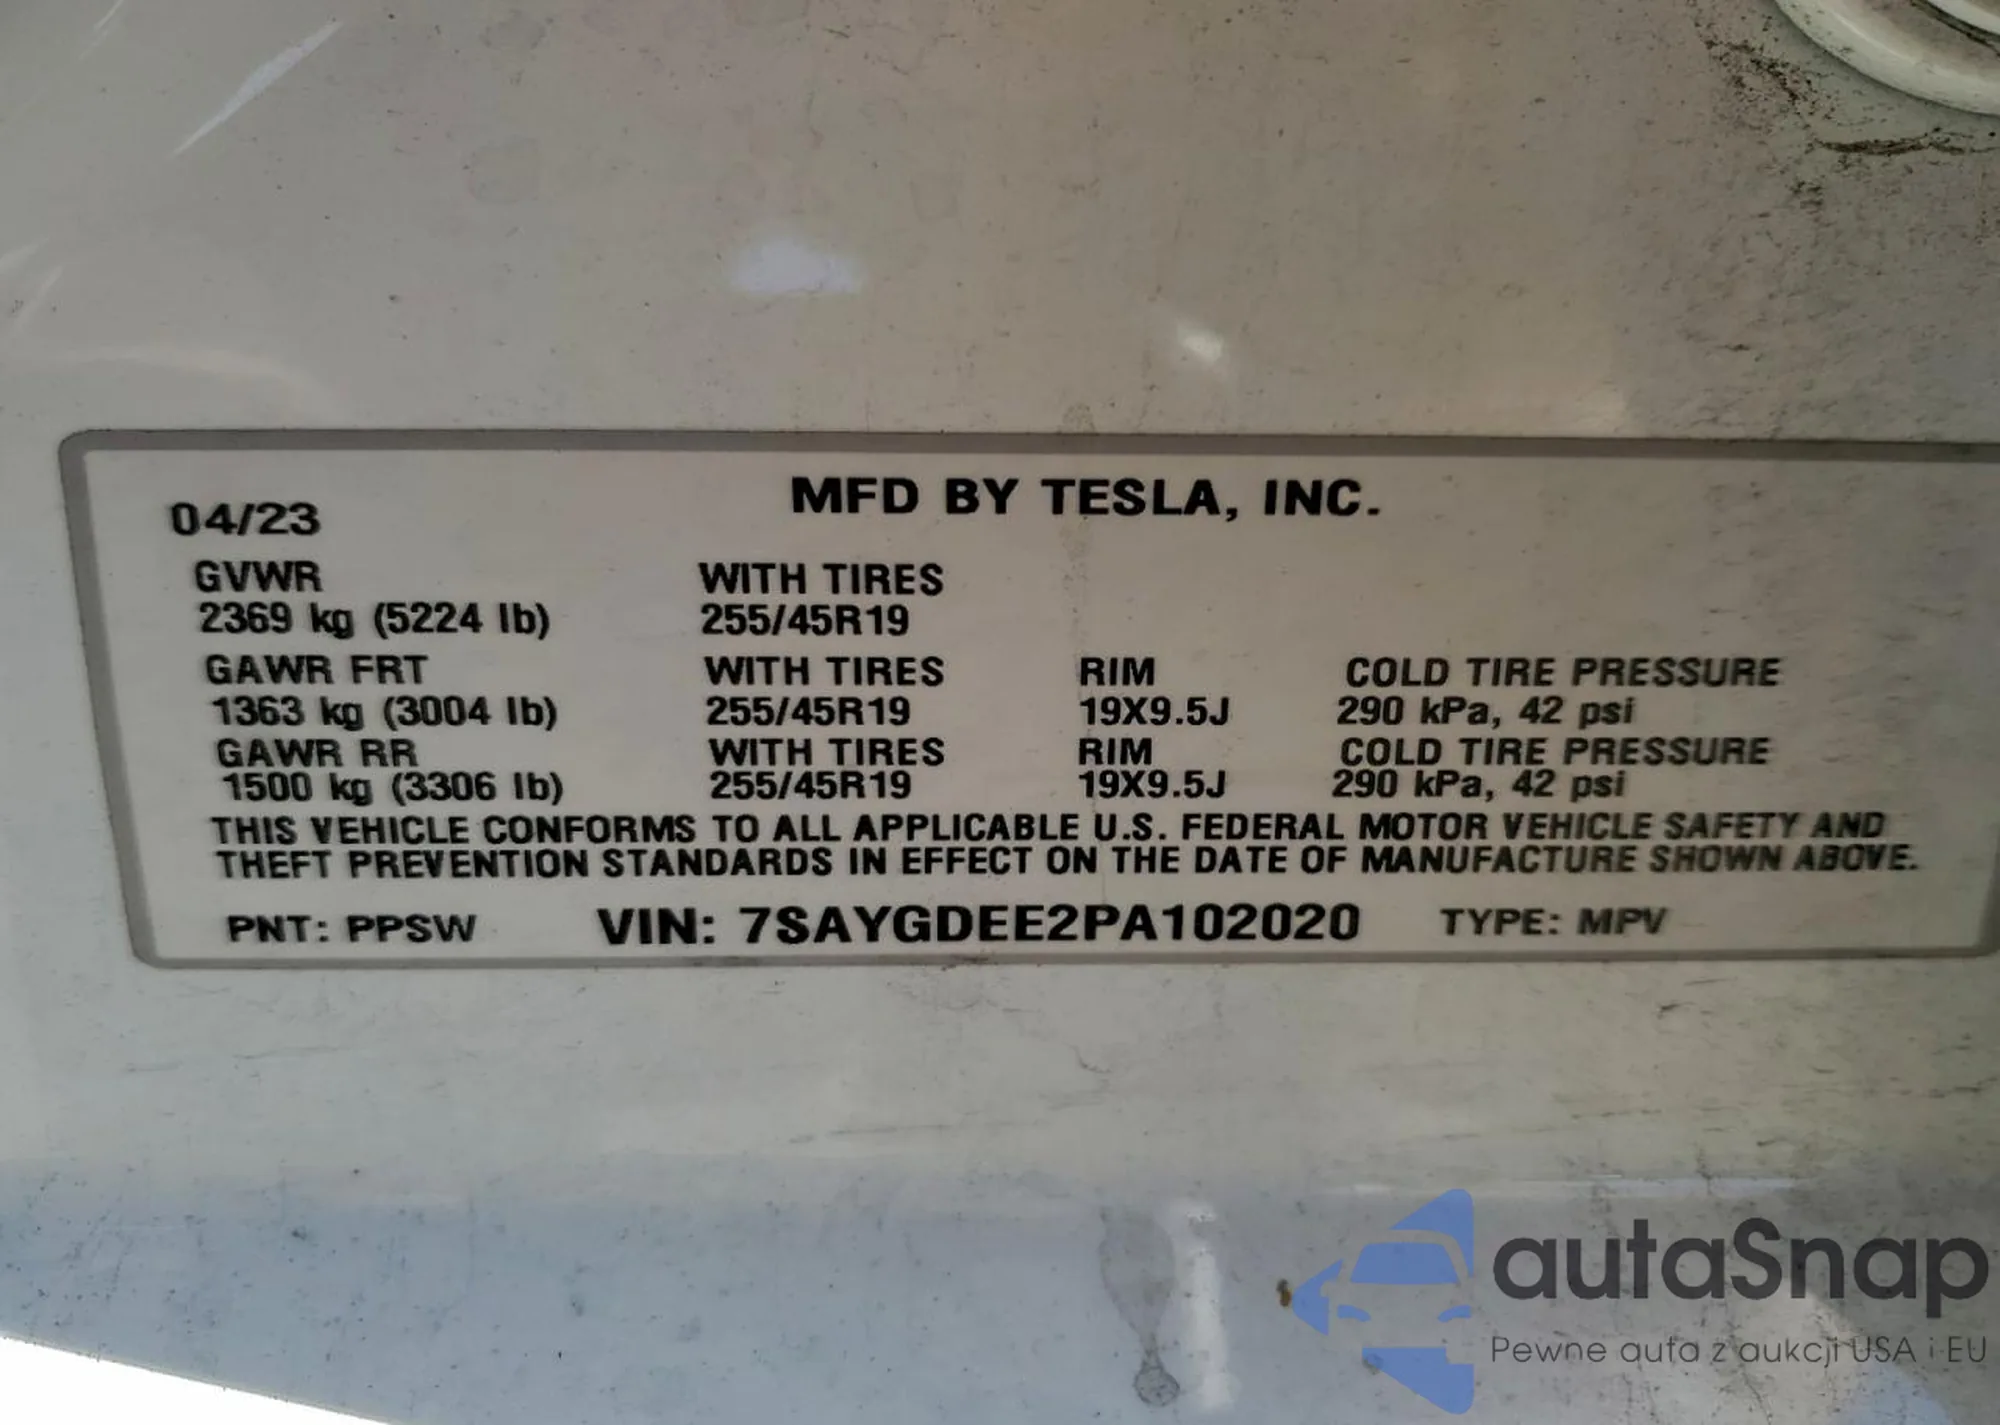 04/23 MFD BY TESLA, INC.
GVWR WITH TIRES
2369 kg (5224 lb) 255/45R19
GAWR FRT WITH TIRES RIM COLD TIRE PRESSURE
1363 kg (3004 lb) 255/45R19 19X9.5J 290 kPa, 42 psi
GAWR RR WITH TIRES RIM COLD TIRE PRESSURE
1500 kg (3306 lb) 255/45R19 19X9.5J 290 kPa, 42 psi
THIS VEHICLE CONFORMS TO ALL APPLICABLE U.S. FEDERAL MOTOR VEHICLE SAFETY AND
THEFT PREVENTION STANDARDS IN EFFECT ON THE DATE OF MANUFACTURE SHOWN ABOVE.
PNT: PPSW VIN: 7SAYGDEE2PA102020 TYPE: MPV
autaSnap
Pewne auta z aukcji USA i EU